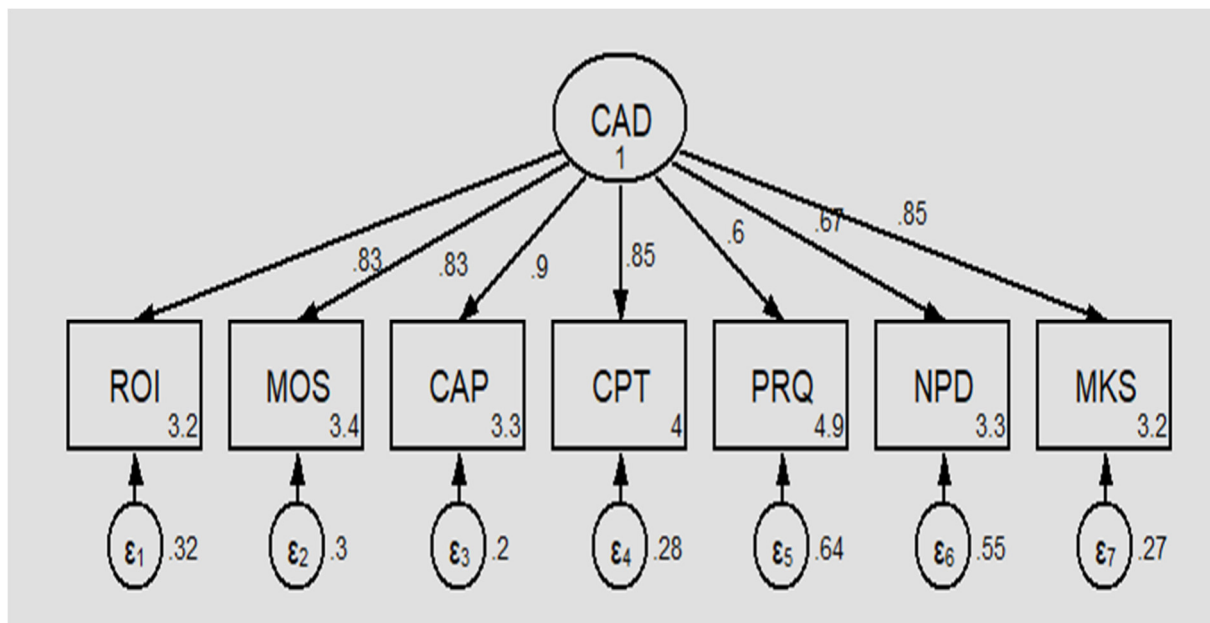 CAD
1
.83
.83
.9
.85
.6
.67
.85
ROI
3.2
MOS
3.4
CAP
3.3
CPT
4
PRQ
4.9
NPD
3.3
MKS
3.2
ε₁ .32
ε₂ .3
ε₃ .2
ε₄ .28
ε₅ .64
ε₆ .55
ε₇ .27